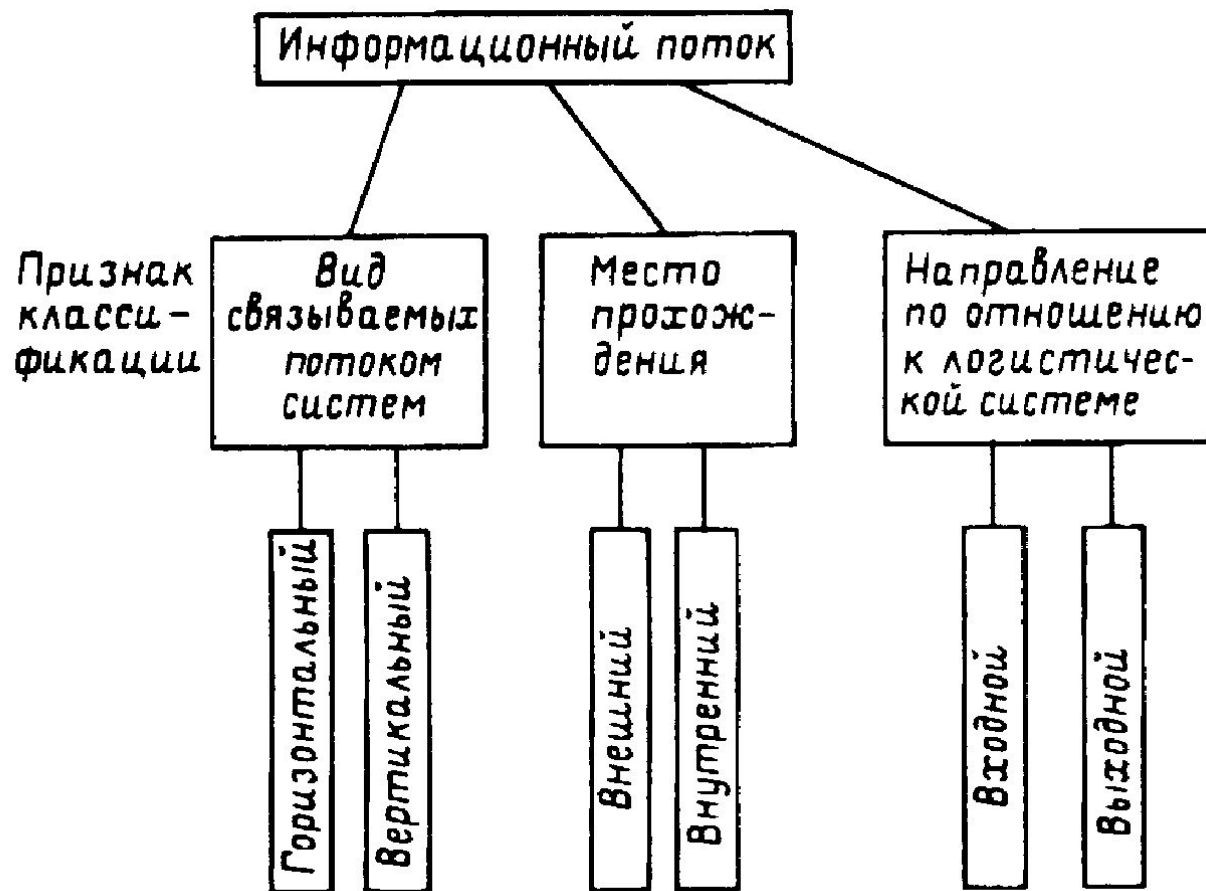 Информационный поток
Признак
класси-
фикации
Вид
связываемых
потоком
систем
Место
прохож-
дения
Направление
по отношению
к логистичес-
кой системе
Горизонтальный
Вертикальный
Внешний
Внутренний
Входной
Выходной